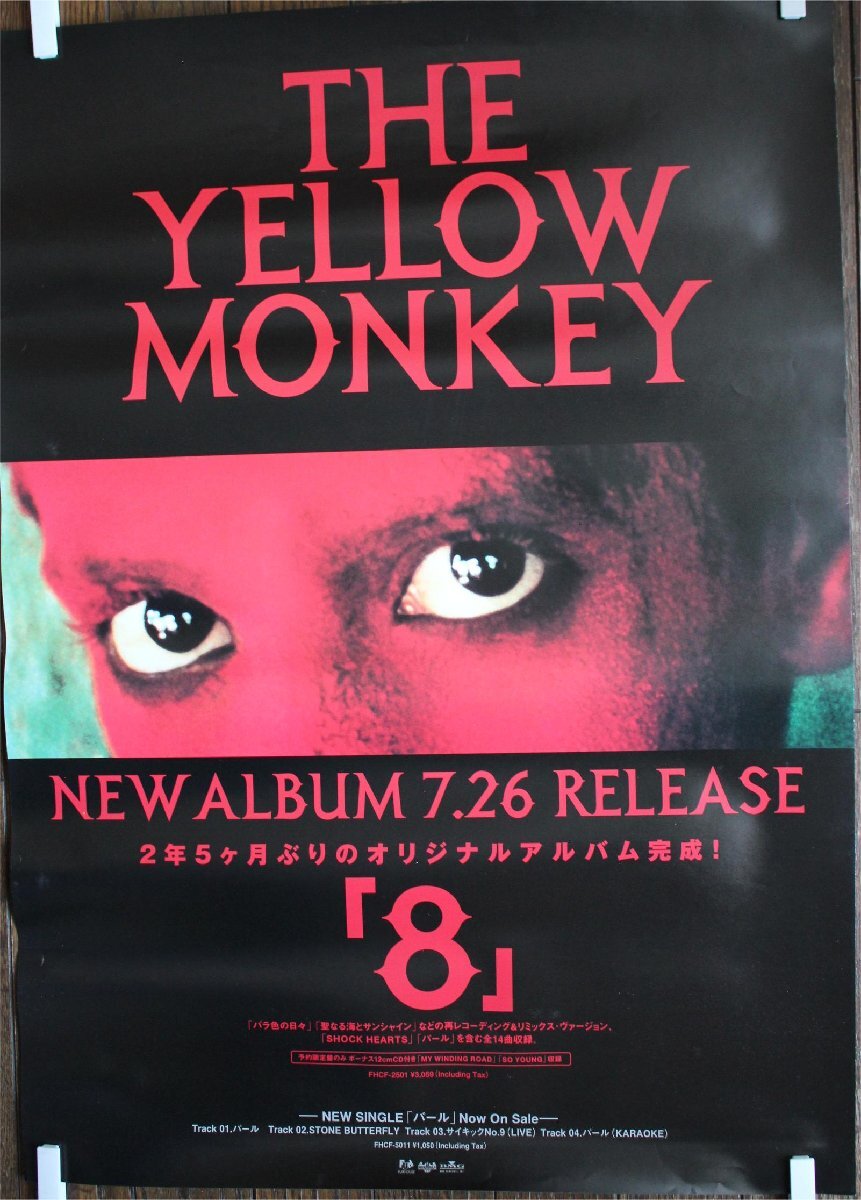 THE
YELLOW
MONKEY
NEW ALBUM 7.26 RELEASE
2年5ヶ月ぶりのオリジナルアルバム完成!
「8」
「バラ色の日々」「聖なる海とサンシャイン」などの再レコーディング&リミックス・ヴァージョン、
「SHOCK HEARTS」「パール」を含む全14曲収録。
予約限定盤のみ ボーナス12cmCD付き「MY WINDING ROAD」「SO YOUNG」収録
FHCF-2501 ¥3,059(Including Tax)
NEW SINGLE「パール」Now On Sale
Track 01.パール Track 02.STONE BUTTERFLY Track 03.サイキックNo.9(LIVE) Track 04.パール(KARAOKE)
FHCF-5011 ¥1,050(Including Tax)